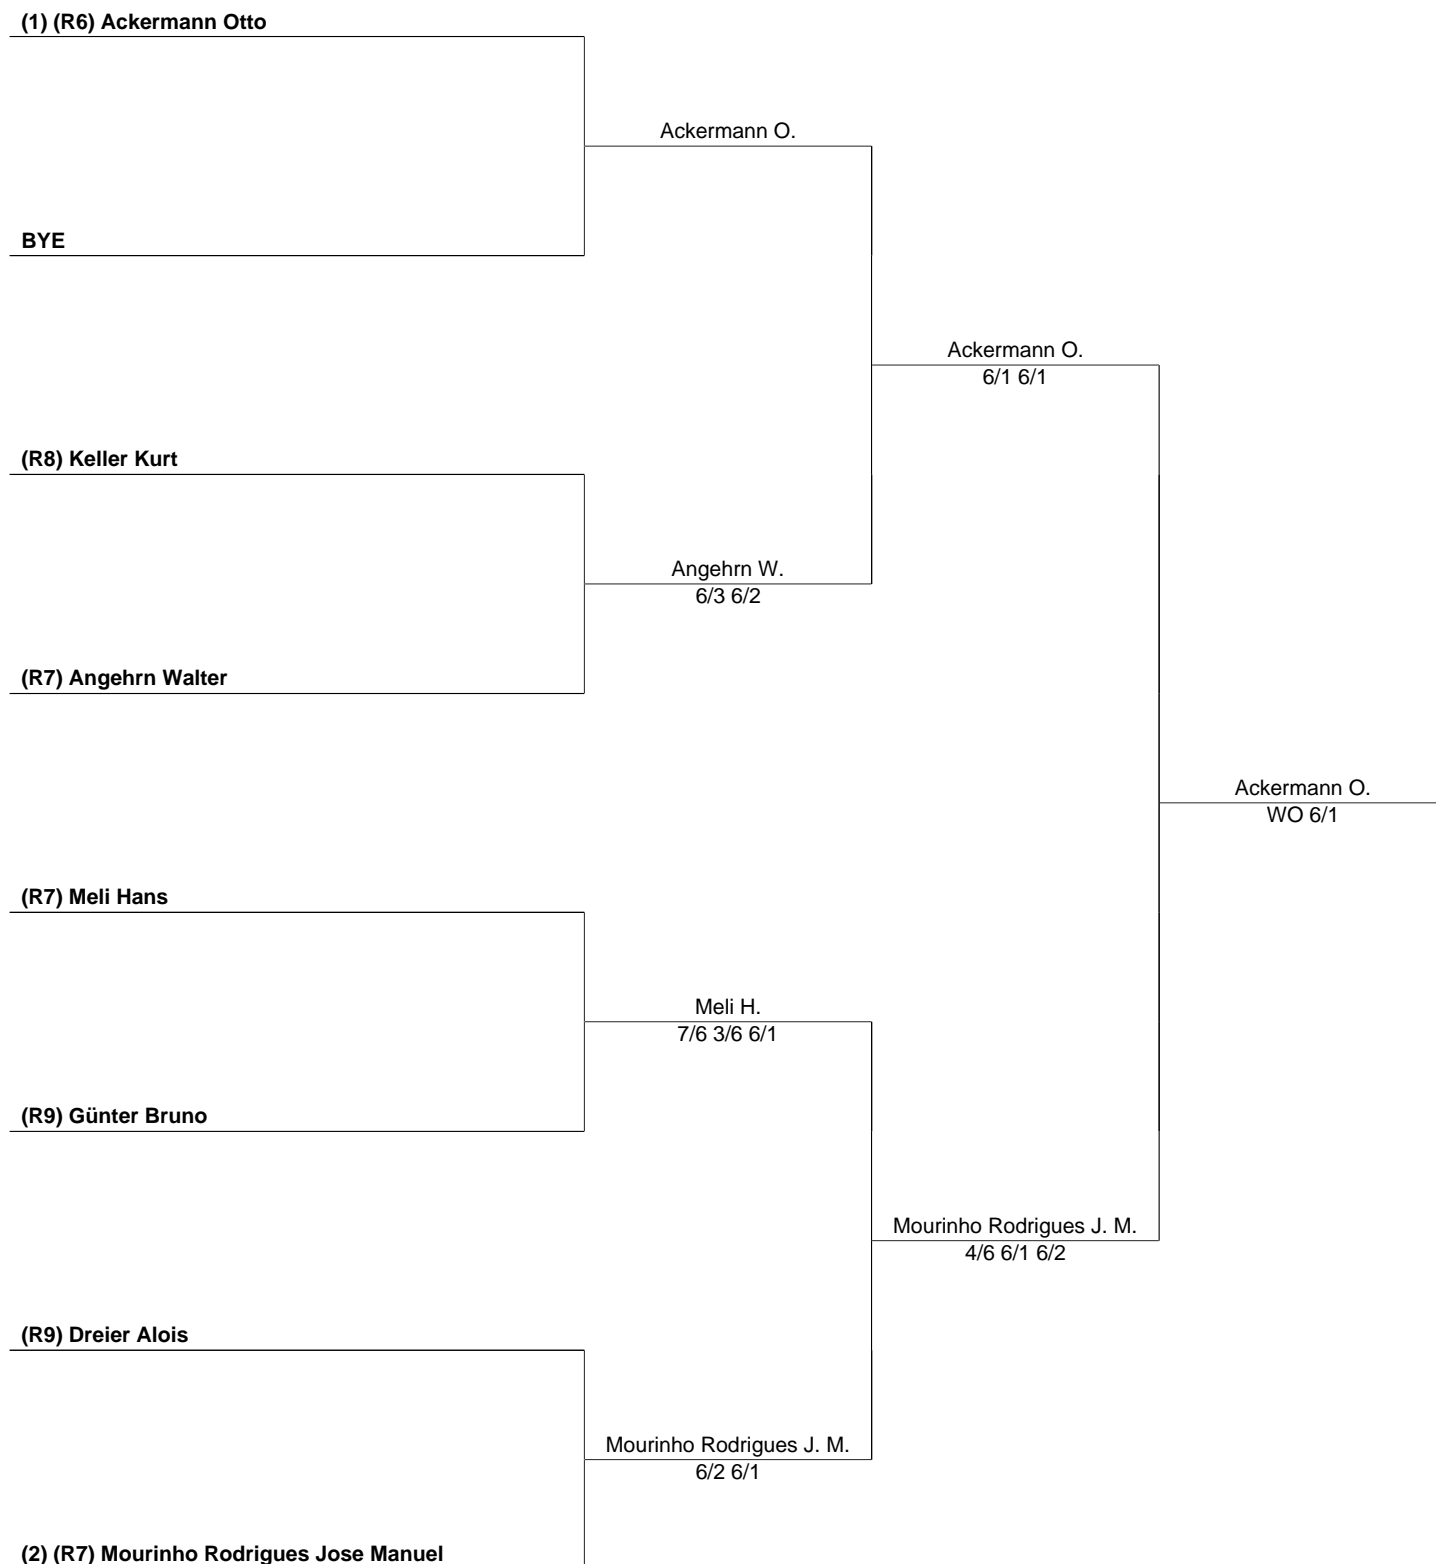 (1) (R6) Ackermann Otto
Ackermann O.
BYE
Ackermann O.
6/1 6/1
(R8) Keller Kurt
Angehrn W.
6/3 6/2
(R7) Angehrn Walter
Ackermann O.
WO 6/1
(R7) Meli Hans
Meli H.
7/6 3/6 6/1
(R9) Günter Bruno
Mourinho Rodrigues J. M.
4/6 6/1 6/2
(R9) Dreier Alois
Mourinho Rodrigues J. M.
6/2 6/1
(2) (R7) Mourinho Rodrigues Jose Manuel